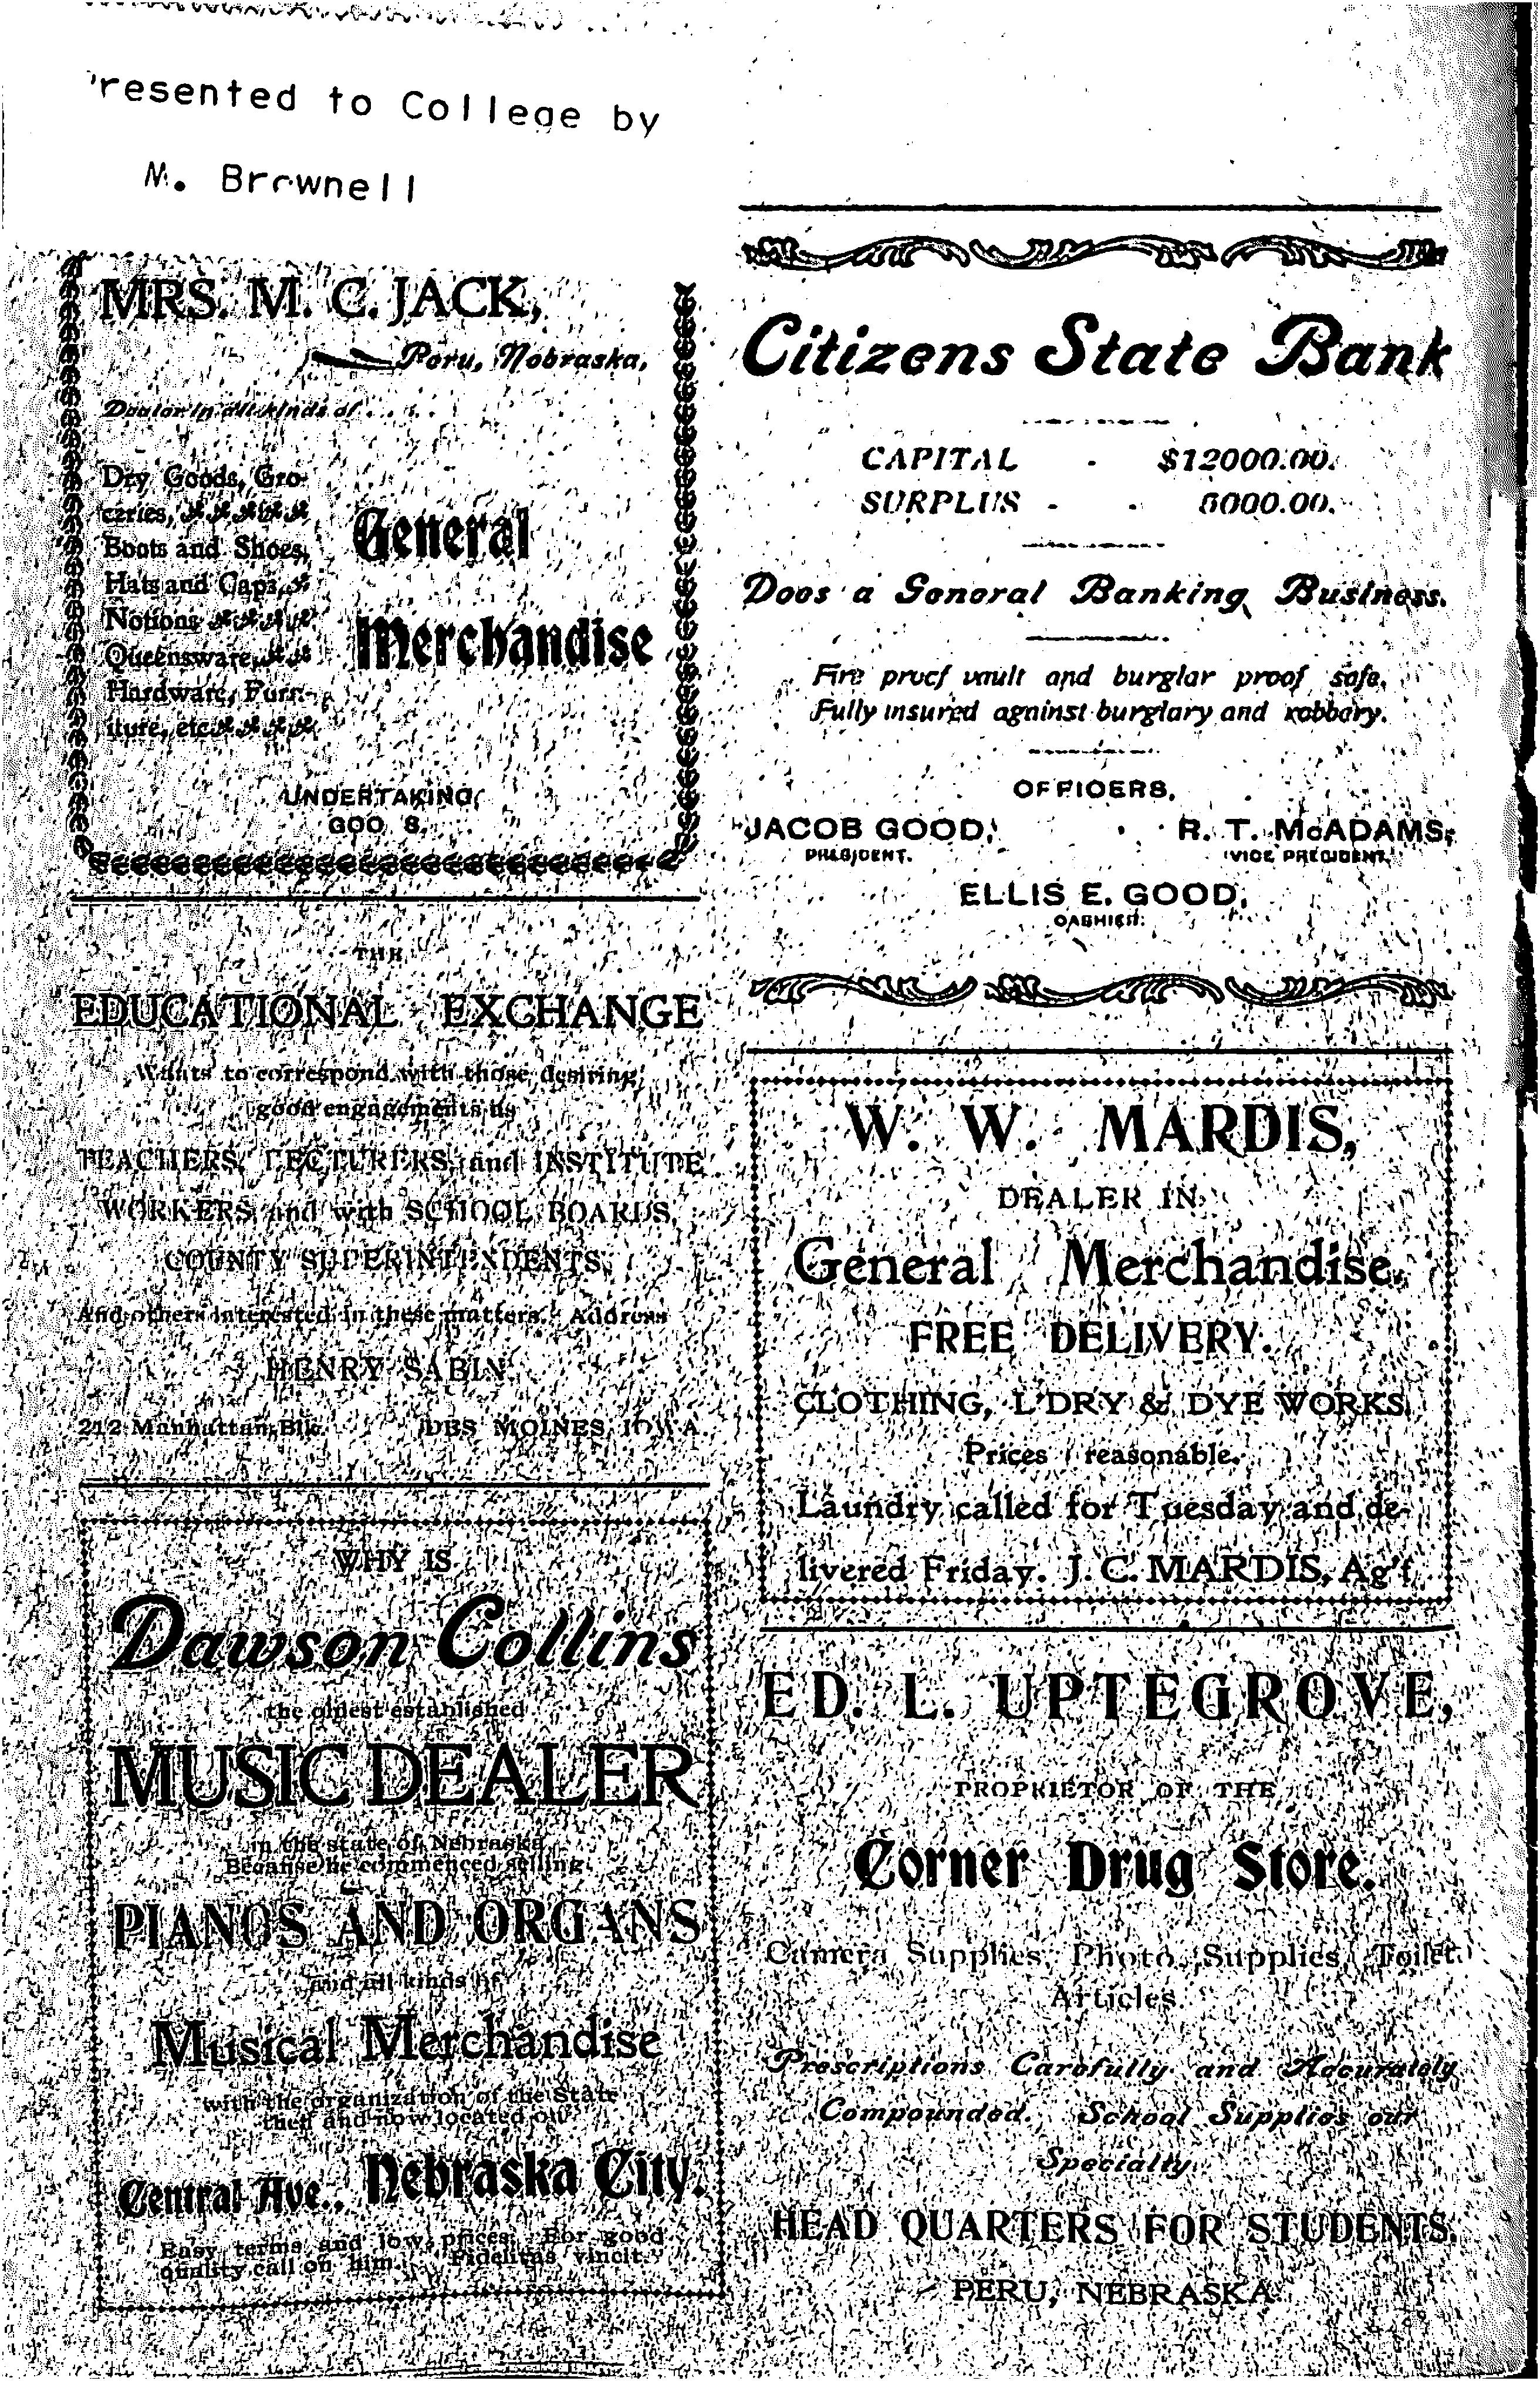 resented to College by
M. Brownell
MRS. M. C. JACK,
Peru, Nebraska,
Dealer in all kinds of . . . .
Dry Goods, Gro-
ceries,
Boots and Shoes,
Hats and Caps,
Notions
Queensware,
Hardware, Furn-
iture, etc.
General
Merchandise
UNDERTAKING
GOO S.
THE
EDUCATIONAL EXCHANGE
Wants to correspond with those desiring
good engagements as
TEACHERS, LECTURERS, and INSTITUTE
WORKERS, and with SCHOOL BOARDS,
COUNTY SUPERINTENDENTS,
And others interested in these matters. Address
HENRY SABIN,
212 Manhattan Blk. DES MOINES, IOWA.
WHY IS
Dawson Collins
the oldest established
MUSIC DEALER
in the state of Nebraska
Because he commenced selling
PIANOS AND ORGANS
and all kinds of
Musical Merchandise
with the organization of the State
then and now located on
Central Ave., Nebraska City.
Easy terms and low prices. For good
quality call on him. Fidelitas vincit.
Citizens State Bank
CAPITAL - $12000.00.
SURPLUS - - 6000.00.
Does a General Banking Business.
Fire proof vault and burglar proof safe.
Fully insured against burglary and robbery.
OFFICERS.
JACOB GOOD, R. T. McADAMS,
PRESIDENT. VICE PRESIDENT.
ELLIS E. GOOD,
CASHIER.
W. W. MARDIS,
DEALER IN
General Merchandise.
FREE DELIVERY.
CLOTHING, L'DRY & DYE WORKS
Prices reasonable.
Laundry called for Tuesday and de-
livered Friday. J. C. MARDIS, Ag't
ED. L. UPTEGROVE,
PROPRIETOR OF THE
Corner Drug Store.
Camera Supplies, Photo Supplies, Toilet
Articles.
Prescriptions Carefully and Accurately
Compounded. School Supplies our
Specialty.
HEAD QUARTERS FOR STUDENTS.
PERU, NEBRASKA.